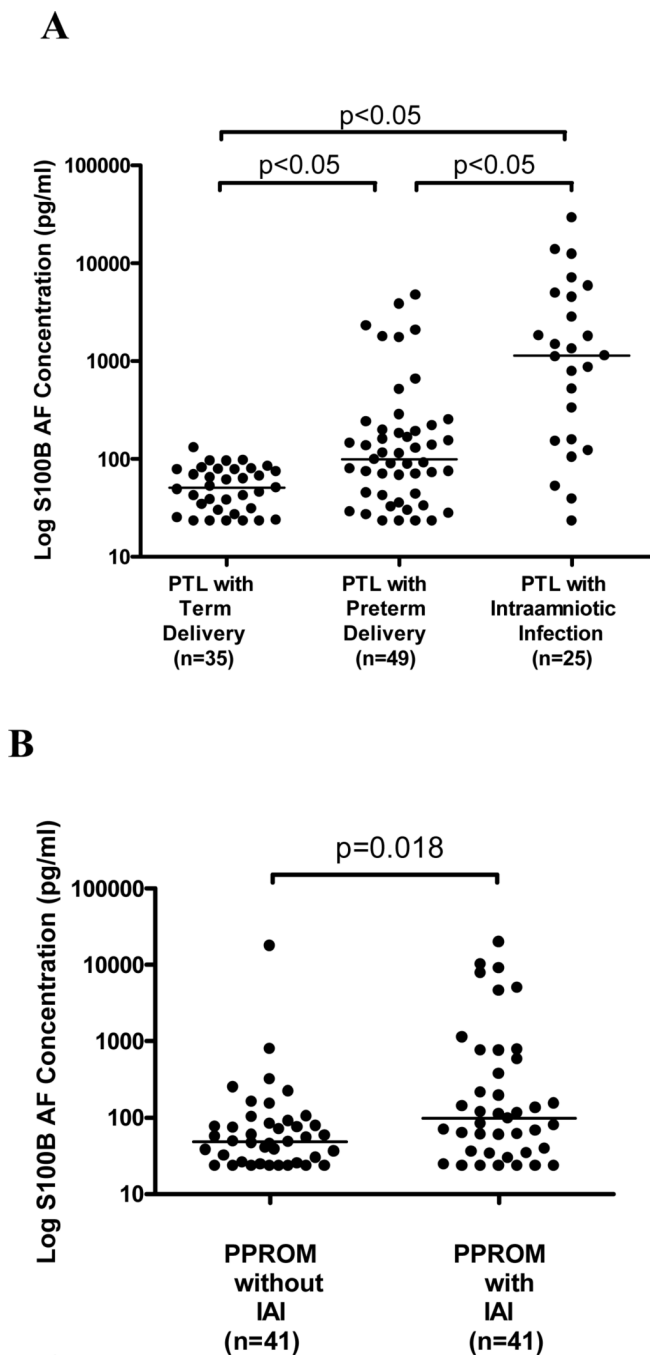 A
p<0.05
p<0.05
p<0.05
Log S100B AF Concentration (pg/ml)
100000
10000
1000
100
10
PTL with
Term
Delivery
(n=35)
PTL with
Preterm
Delivery
(n=49)
PTL with
Intraamniotic
Infection
(n=25)
B
p=0.018
Log S100B AF Concentration (pg/ml)
100000
10000
1000
100
10
PPROM
without
IAI
(n=41)
PPROM
with
IAI
(n=41)